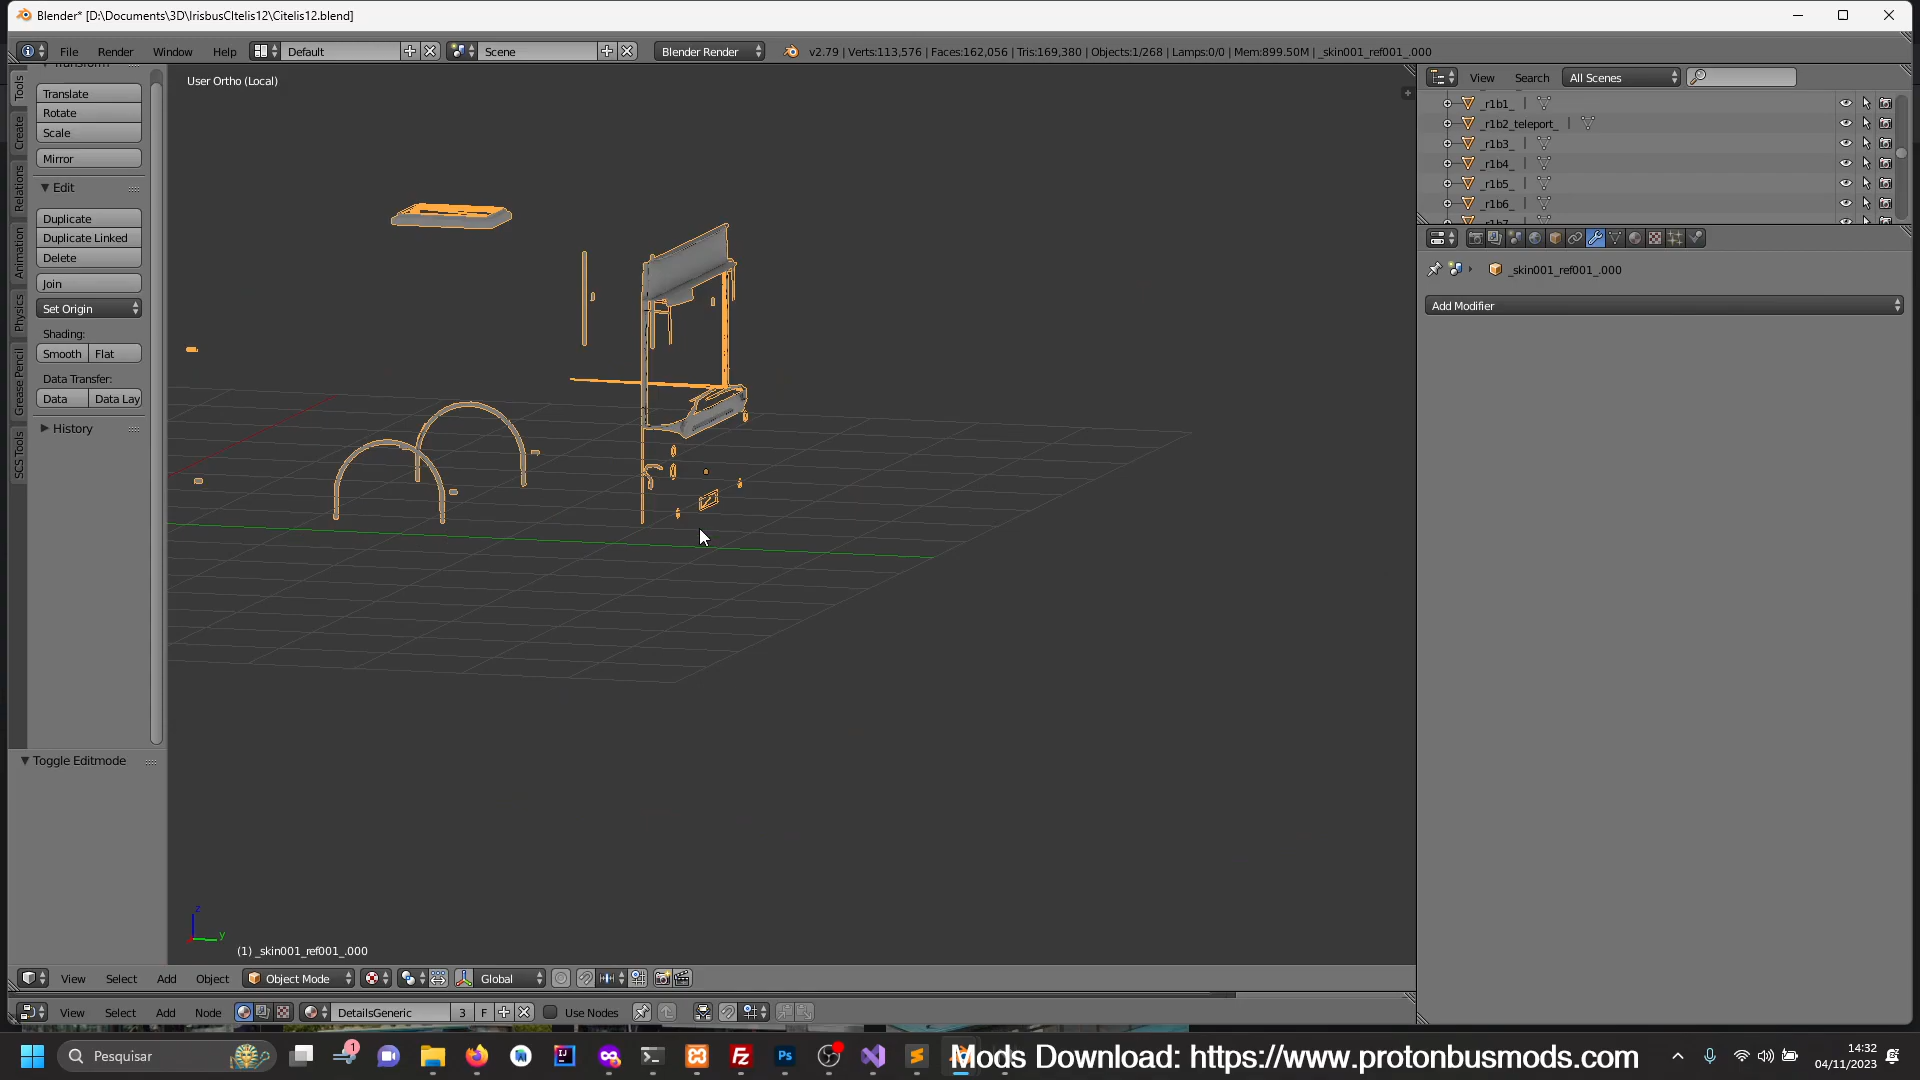 Blender* [D:\Documents\3D\IrisbusCItelis12\Citelis12.blend]
File Render Window Help Default Scene Blender Render v2.79 | Verts:113,576 | Faces:162,056 | Tris:169,380 | Objects:1/268 | Lamps:0/0 | Mem:899.50M | _skin001_ref001_.000
User Ortho (Local)
View Search All Scenes
Tools
Create
Relations
Animation
Physics
Grease Pencil
SCS Tools
Transform
Translate
Rotate
Scale
Mirror
Edit
Duplicate
Duplicate Linked
Delete
Join
Set Origin
Shading:
Smooth Flat
Data Transfer:
Data Data Lay
History
Toggle Editmode
_r1b1_
_r1b2_teleport_
_r1b3_
_r1b4_
_r1b5_
_r1b6_
_r1b7_
_skin001_ref001_.000
Add Modifier
z
y
(1) _skin001_ref001_.000
View Select Add Object Object Mode Global
View Select Add Node DetailsGeneric 3 F Use Nodes
Pesquisar
1
Mods Download: https://www.protonbusmods.com
14:32
04/11/2023